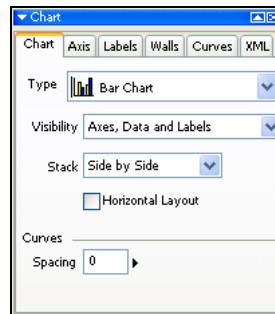 Chart
Chart Axis Labels Walls Curves XML
Type Bar Chart
Visibility Axes, Data and Labels
Stack Side by Side
Horizontal Layout
Curves
Spacing 0